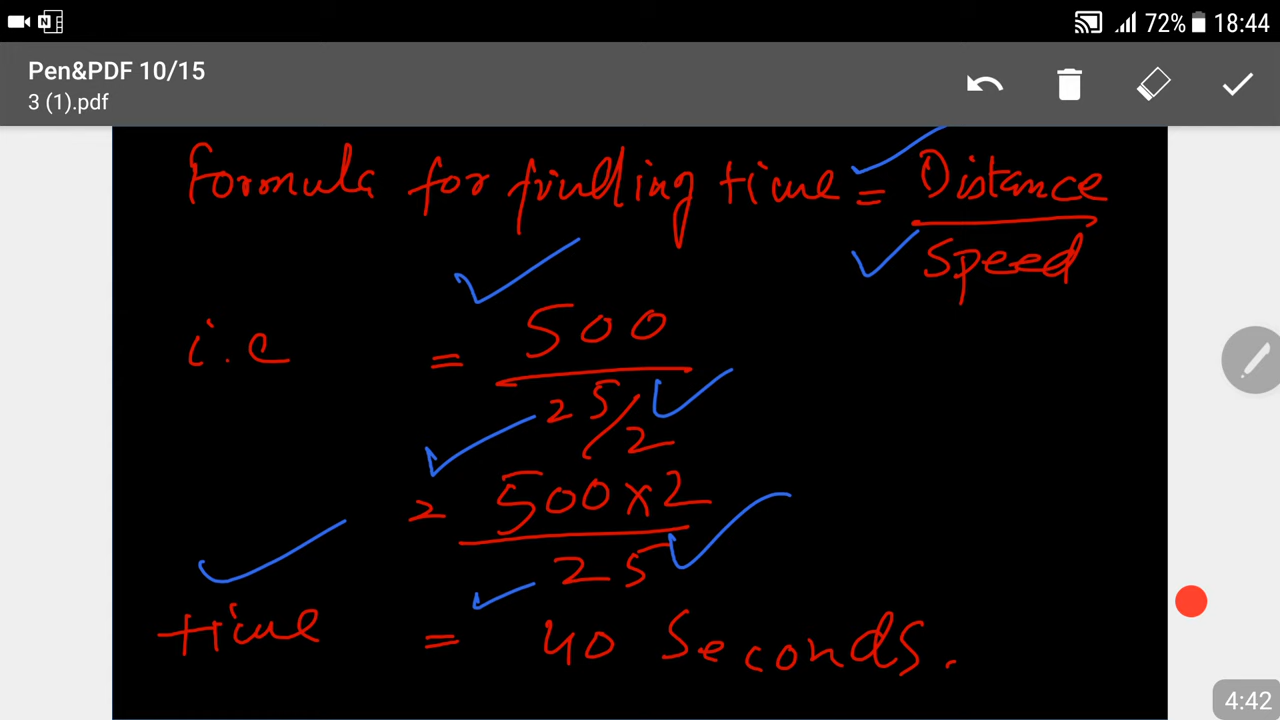 72% 18:44
Pen&PDF 10/15
3 (1).pdf
Formula for finding time = Distance
Speed
i.e = 500
25/2
= 500x2
25
time = 40 Seconds.
4:42